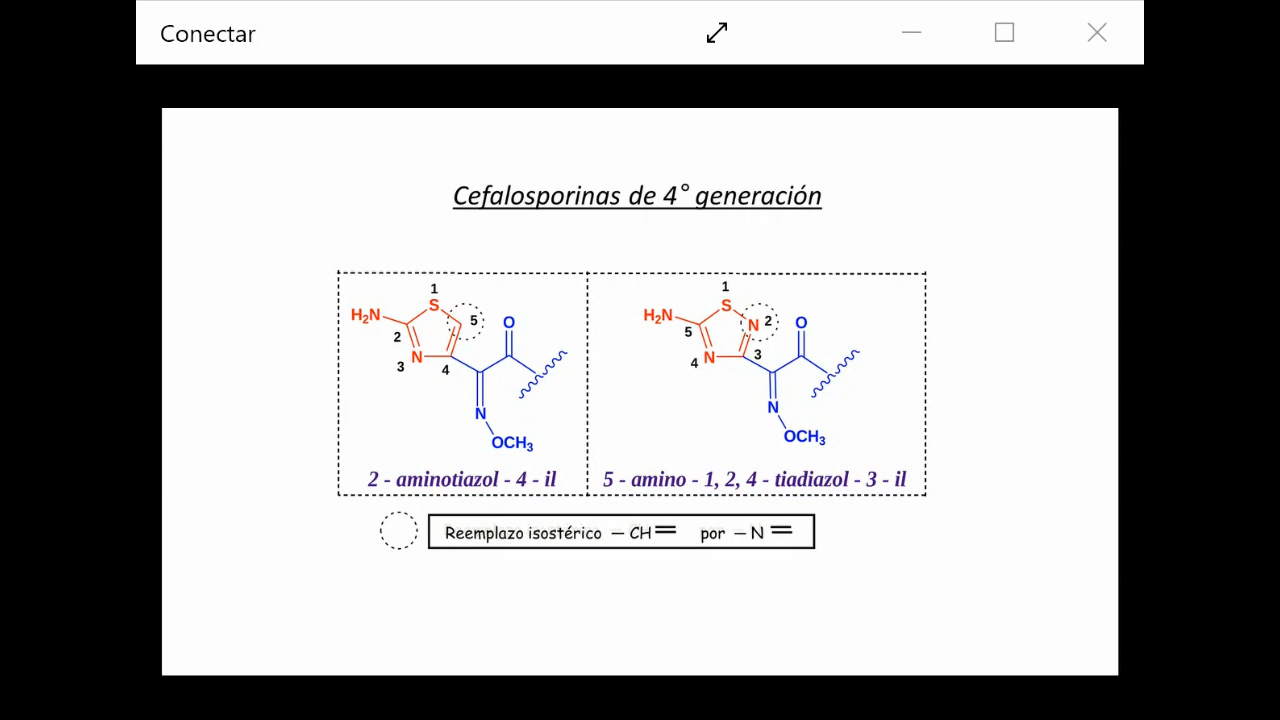 Conectar
Cefalosporinas de 4° generación
1
S
H₂N
5
O
2
N
3
4
N
OCH₃
2 - aminotiazol - 4 - il
1
S
H₂N
N
2
5
O
N
4
3
N
OCH₃
5 - amino - 1, 2, 4 - tiadiazol - 3 - il
Reemplazo isostérico — CH = por — N =